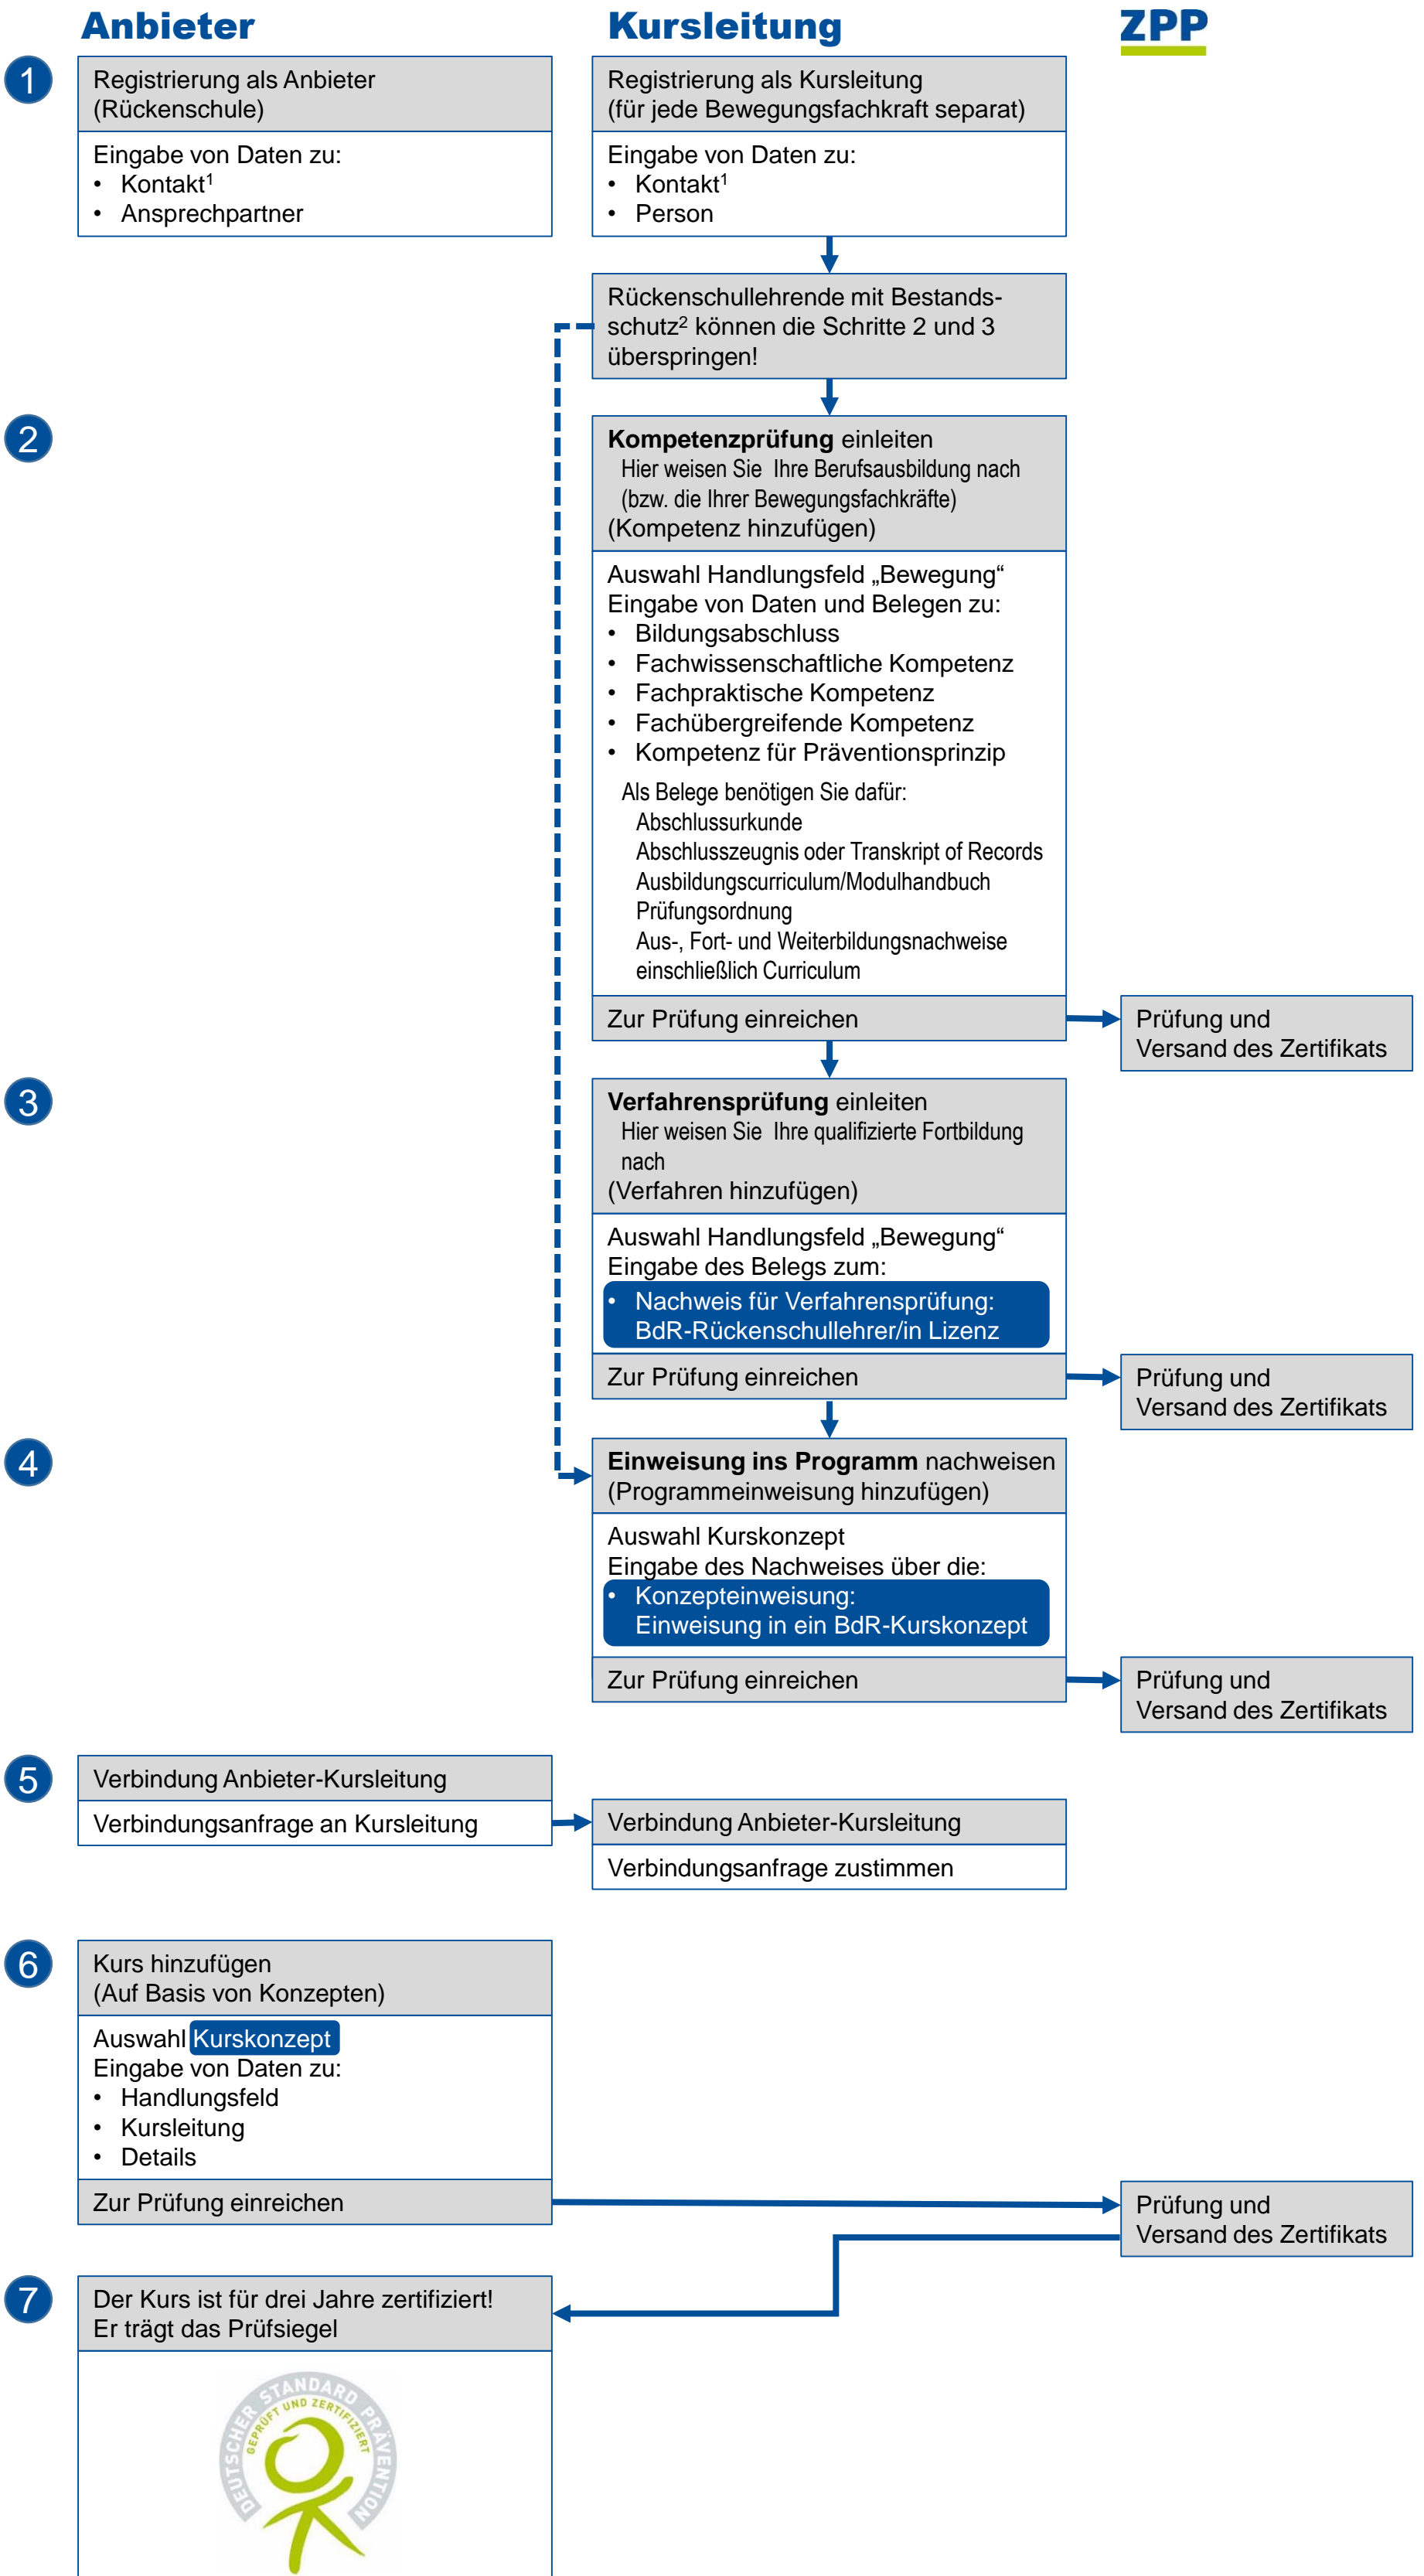 Anbieter
Kursleitung
ZPP
1
Registrierung als Anbieter
(Rückenschule)
Eingabe von Daten zu:
• Kontakt¹
• Ansprechpartner
Registrierung als Kursleitung
(für jede Bewegungsfachkraft separat)
Eingabe von Daten zu:
• Kontakt¹
• Person
Rückenschullehrende mit Bestands-
schutz² können die Schritte 2 und 3
überspringen!
2
Kompetenzprüfung einleiten
Hier weisen Sie Ihre Berufsausbildung nach
(bzw. die Ihrer Bewegungsfachkräfte)
(Kompetenz hinzufügen)
Auswahl Handlungsfeld „Bewegung“
Eingabe von Daten und Belegen zu:
• Bildungsabschluss
• Fachwissenschaftliche Kompetenz
• Fachpraktische Kompetenz
• Fachübergreifende Kompetenz
• Kompetenz für Präventionsprinzip
Als Belege benötigen Sie dafür:
Abschlussurkunde
Abschlusszeugnis oder Transkript of Records
Ausbildungscurriculum/Modulhandbuch
Prüfungsordnung
Aus-, Fort- und Weiterbildungsnachweise
einschließlich Curriculum
Zur Prüfung einreichen
Prüfung und
Versand des Zertifikats
3
Verfahrensprüfung einleiten
Hier weisen Sie Ihre qualifizierte Fortbildung
nach
(Verfahren hinzufügen)
Auswahl Handlungsfeld „Bewegung“
Eingabe des Belegs zum:
• Nachweis für Verfahrensprüfung:
BdR-Rückenschullehrer/in Lizenz
Zur Prüfung einreichen
Prüfung und
Versand des Zertifikats
4
Einweisung ins Programm nachweisen
(Programmeinweisung hinzufügen)
Auswahl Kurskonzept
Eingabe des Nachweises über die:
• Konzepteinweisung:
Einweisung in ein BdR-Kurskonzept
Zur Prüfung einreichen
Prüfung und
Versand des Zertifikats
5
Verbindung Anbieter-Kursleitung
Verbindungsanfrage an Kursleitung
Verbindung Anbieter-Kursleitung
Verbindungsanfrage zustimmen
6
Kurs hinzufügen
(Auf Basis von Konzepten)
Auswahl Kurskonzept
Eingabe von Daten zu:
• Handlungsfeld
• Kursleitung
• Details
Zur Prüfung einreichen
Prüfung und
Versand des Zertifikats
7
Der Kurs ist für drei Jahre zertifiziert!
Er trägt das Prüfsiegel
DEUTSCHER STANDARD PRÄVENTION
GEPRÜFT UND ZERTIFIZIERT